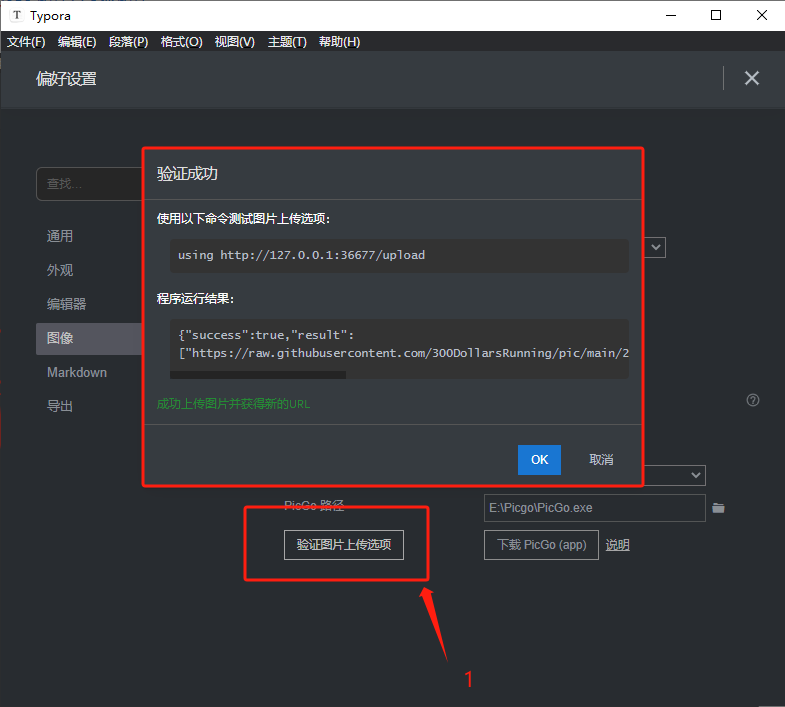 T Typora
文件(F) 编辑(E) 段落(P) 格式(O) 视图(V) 主题(T) 帮助(H)
偏好设置
查找...
通用
外观
编辑器
图像
Markdown
导出
验证成功
使用以下命令测试图片上传选项:
using http://127.0.0.1:36677/upload
程序运行结果:
{"success":true,"result":
["https://raw.githubusercontent.com/300DollarsRunning/pic/main/2
成功上传图片并获得新的URL
OK 取消
PicGo 路径 E:\Picgo\PicGo.exe
验证图片上传选项 下载 PicGo (app) 说明
1